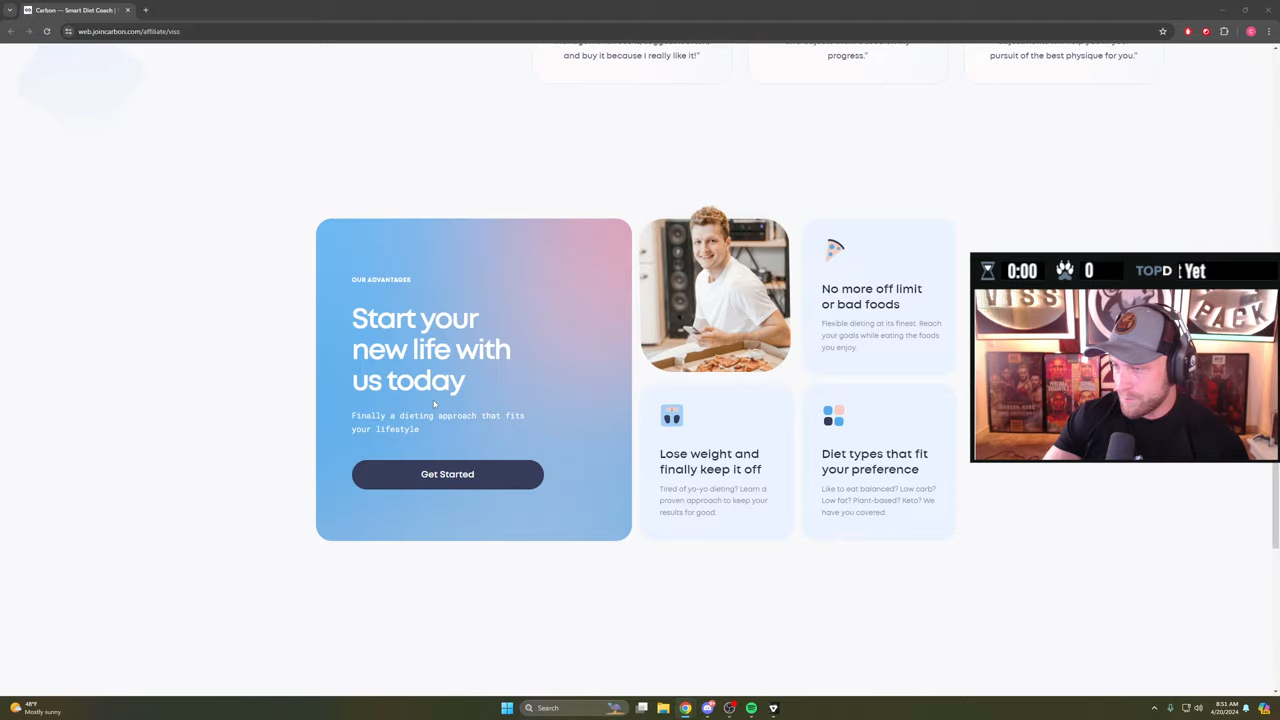 Carbon — Smart Diet Coach |
web.joincarbon.com/affiliate/viss
and buy it because I really like it!"
progress."
pursuit of the best physique for you."
OUR ADVANTAGES
Start your
new life with
us today
Finally a dieting approach that fits
your lifestyle
Get Started
No more off limit
or bad foods
Flexible dieting at its finest. Reach
your goals while eating the foods
you enjoy.
Lose weight and
finally keep it off
Tired of yo-yo dieting? Learn a
proven approach to keep your
results for good.
Diet types that fit
your preference
Like to eat balanced? Low carb?
Low fat? Plant-based? Keto? We
have you covered.
0:00
0
TOPD
t Yet
VISS
PACK
48°F
Mostly sunny
Search
8:51 AM
4/20/2024